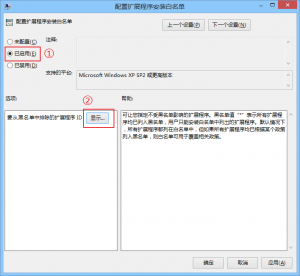 配置扩展程序安装白名单
配置扩展程序安装白名单
上一个设置(P)
下一个设置(N)
未配置(C)
注释:
已启用(E)
①
已禁用(D)
支持的平台:
Microsoft Windows XP SP2 或更高版本
选项:
帮助:
②
要从黑名单中排除的扩展程序 ID
显示...
可让您指定不受黑名单影响的扩展程序。黑名单值 “*” 表示所有扩展
程序均已列入黑名单，用户只能安装白名单中列出的扩展程序。默认情况下
，所有扩展程序都列在白名单中，但如果所有扩展程序均已根据某个政策
列入黑名单，则白名单可用于覆盖相关政策。
确定
取消
应用(A)